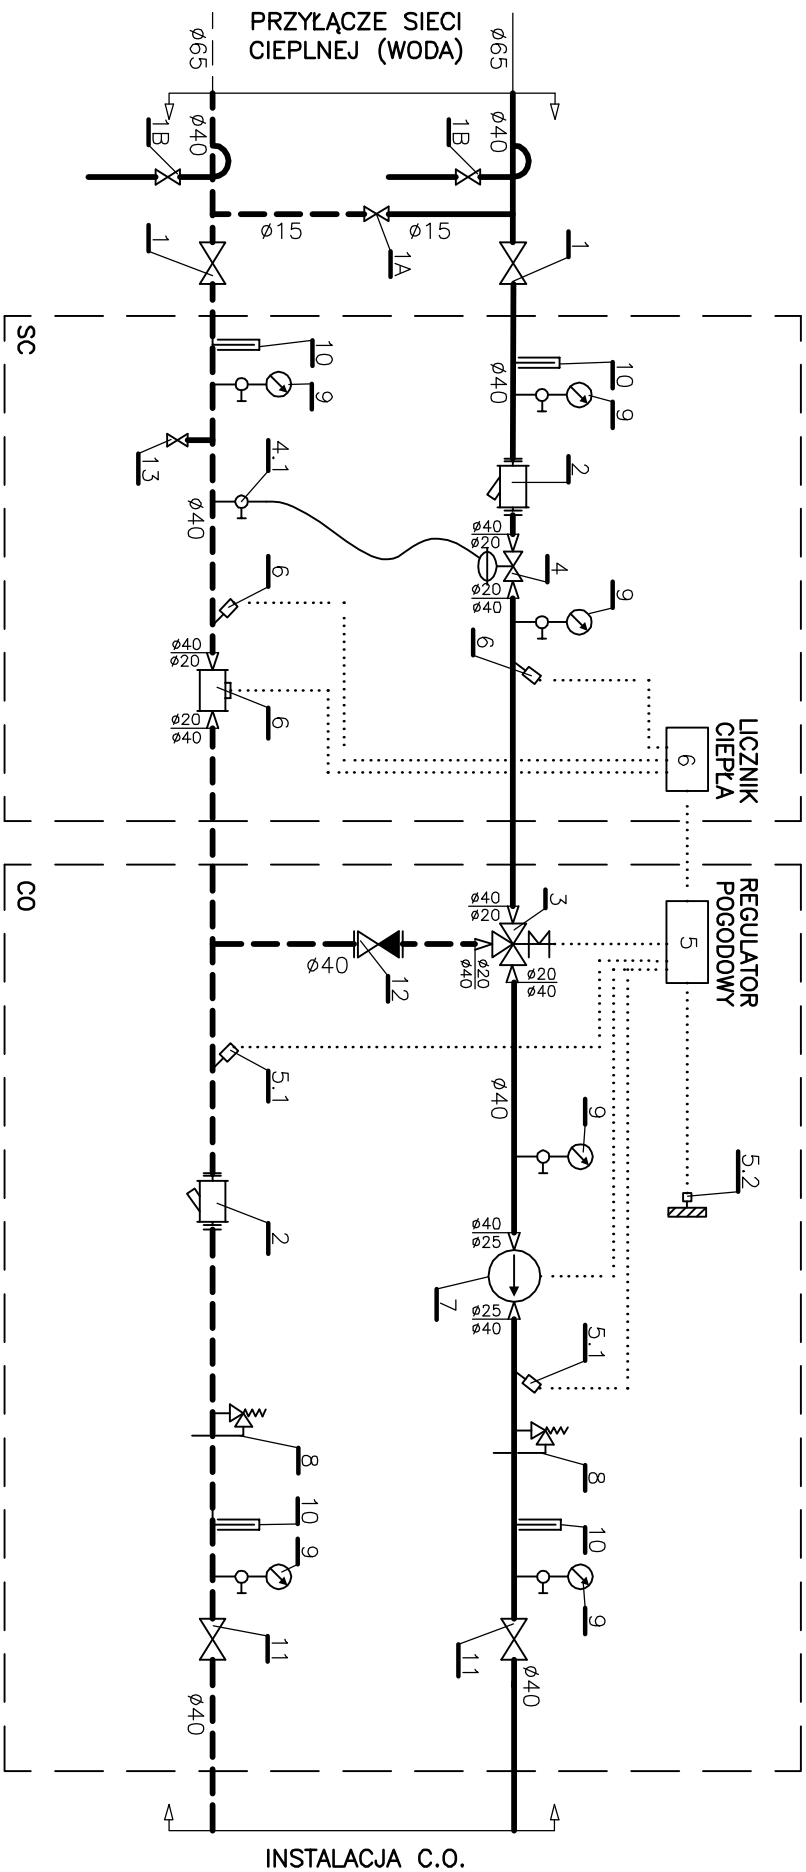 PRZYŁĄCZE SIECI
CIEPLNEJ (WODA)
Ø65
Ø65
Ø40
Ø40
1B
1B
Ø15
Ø15
1A
1
1
SC
10
10
9
9
Ø40
2
13
4.1
Ø40
Ø40
Ø20
4
Ø20
Ø40
9
6
6
Ø40
Ø20
6
Ø20
Ø40
LICZNIK
CIEPŁA
6
CO
REGULATOR
POGODOWY
5
3
Ø40
Ø20
Ø20
Ø40
Ø20
Ø40
12
Ø40
5.1
Ø40
9
5.2
2
Ø40
Ø25
7
Ø25
Ø40
5.1
8
8
10
10
9
9
11
11
Ø40
Ø40
INSTALACJA C.O.